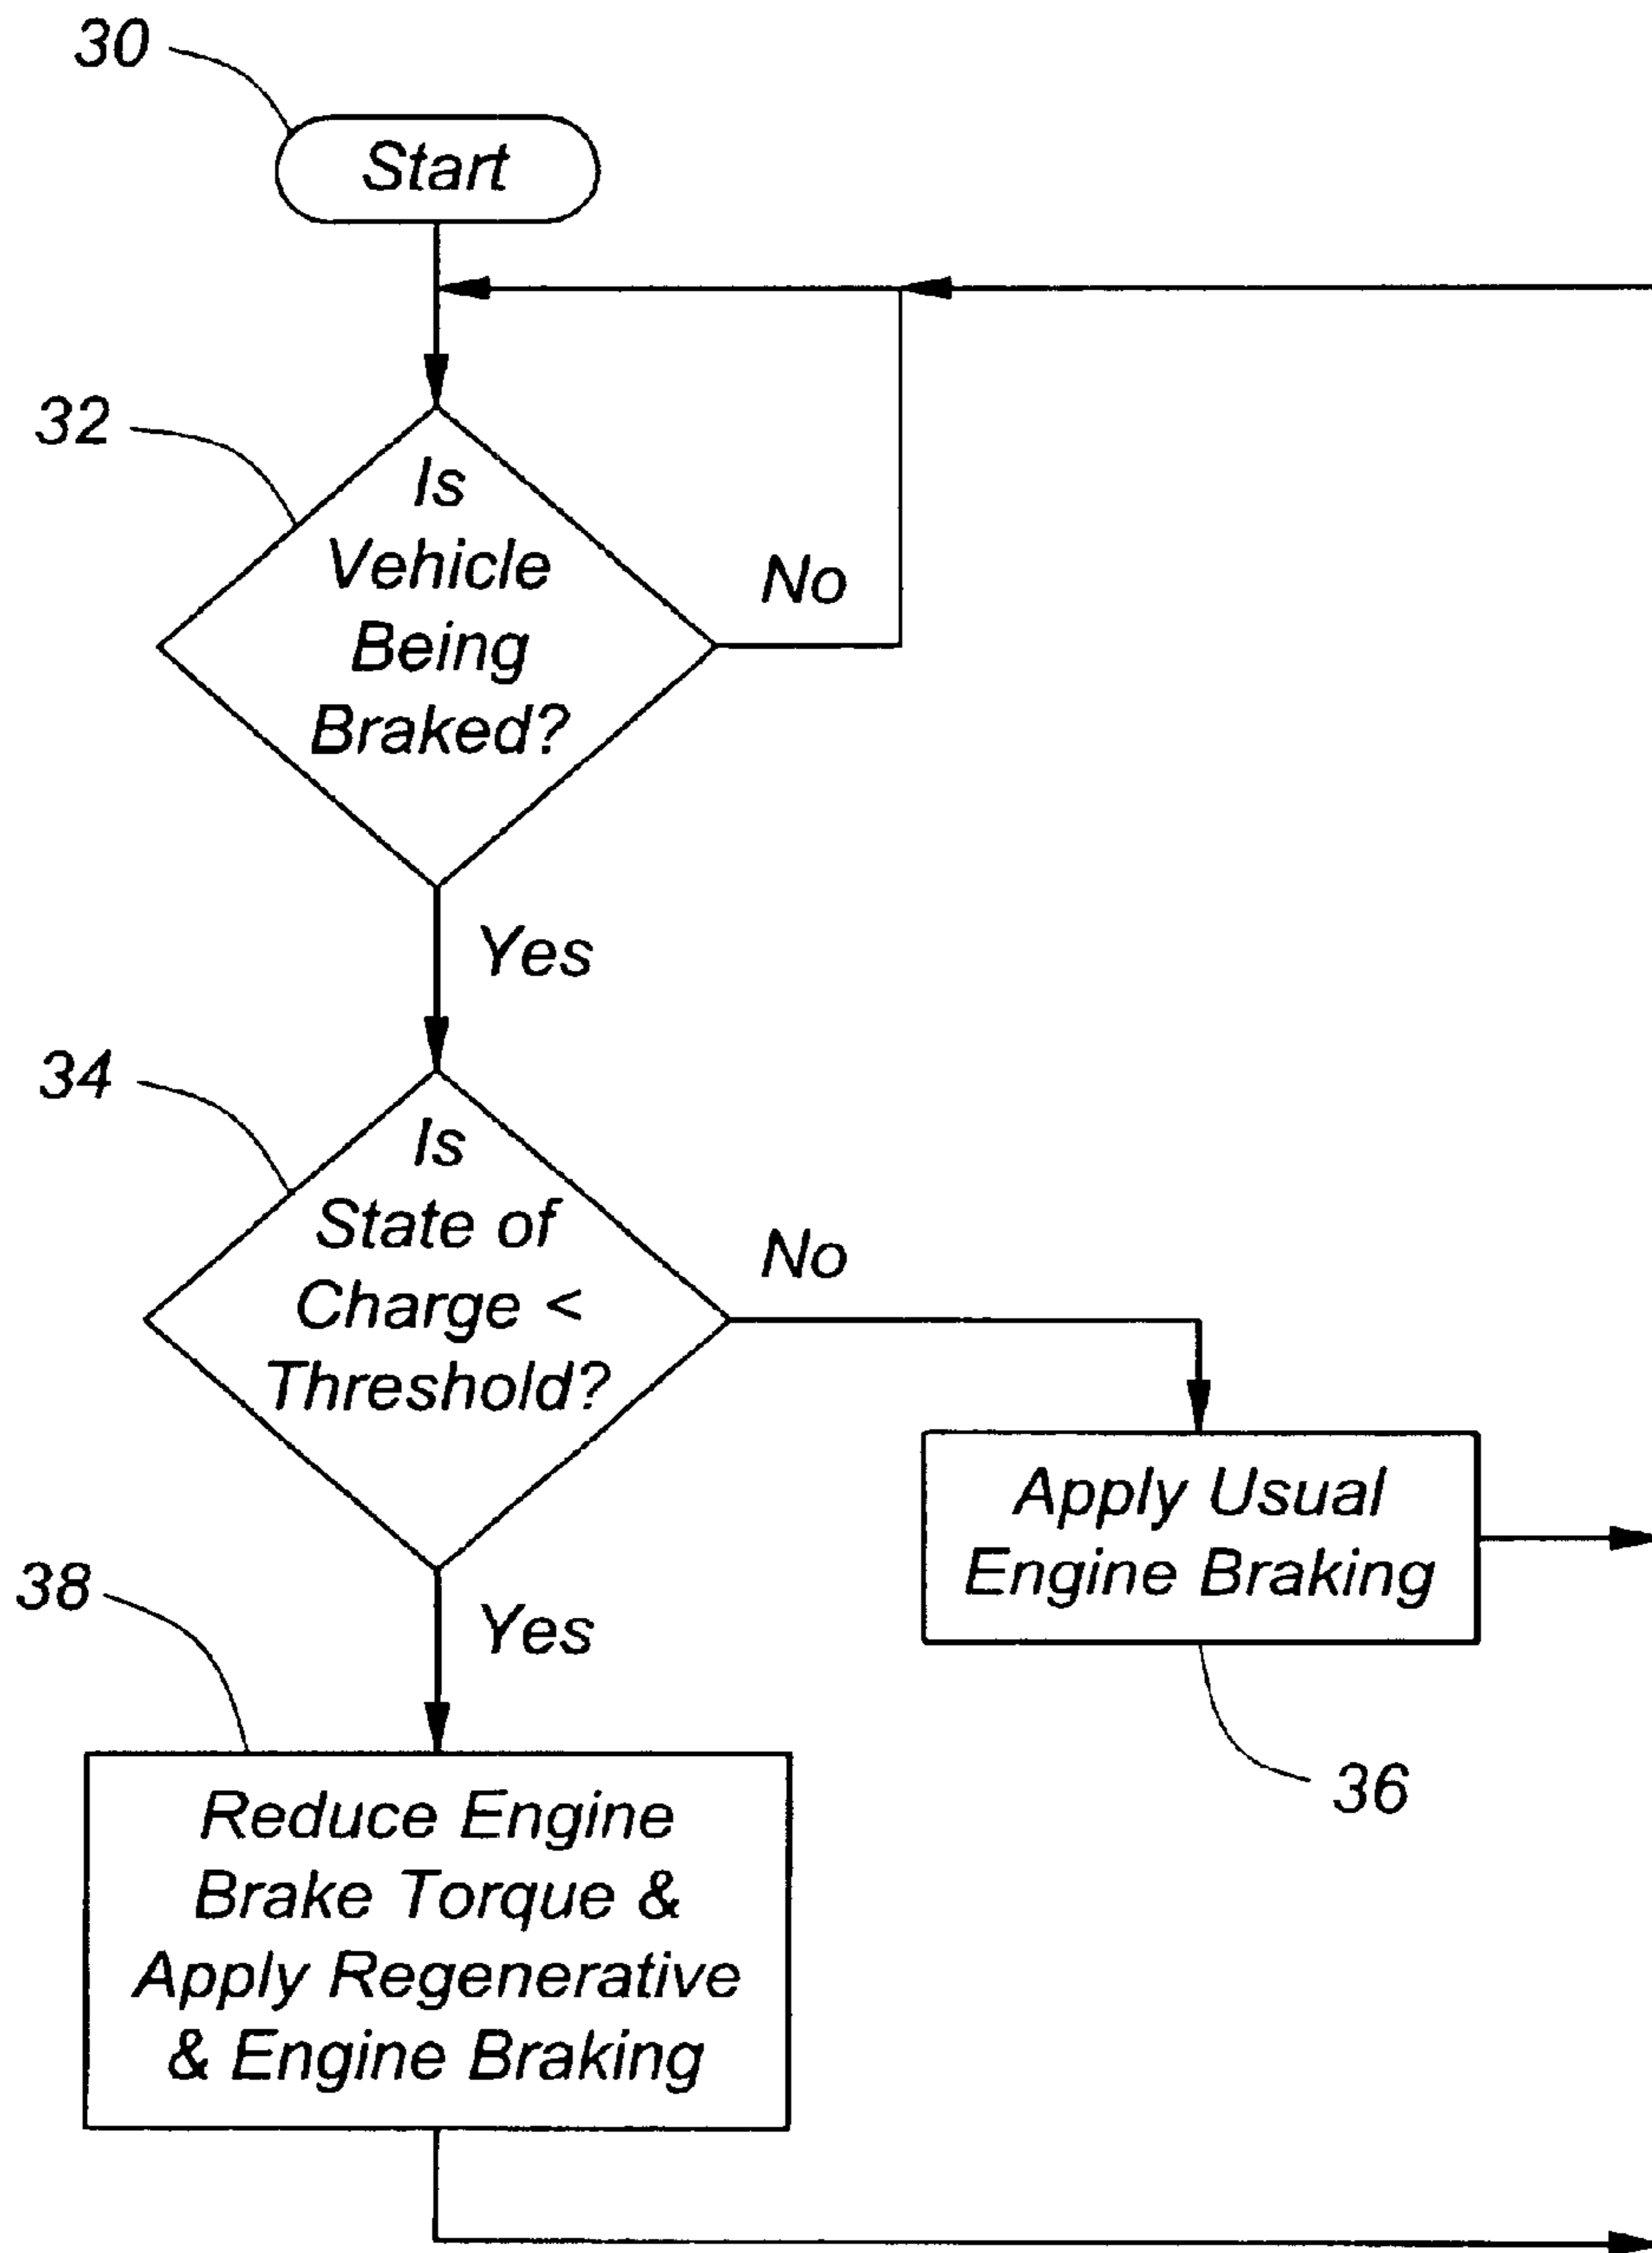 30
Start
32
Is
Vehicle
Being
Braked?
No
Yes
34
Is
State of
Charge <
Threshold?
No
Apply Usual
Engine Braking
36
38
Yes
Reduce Engine
Brake Torque &
Apply Regenerative
& Engine Braking